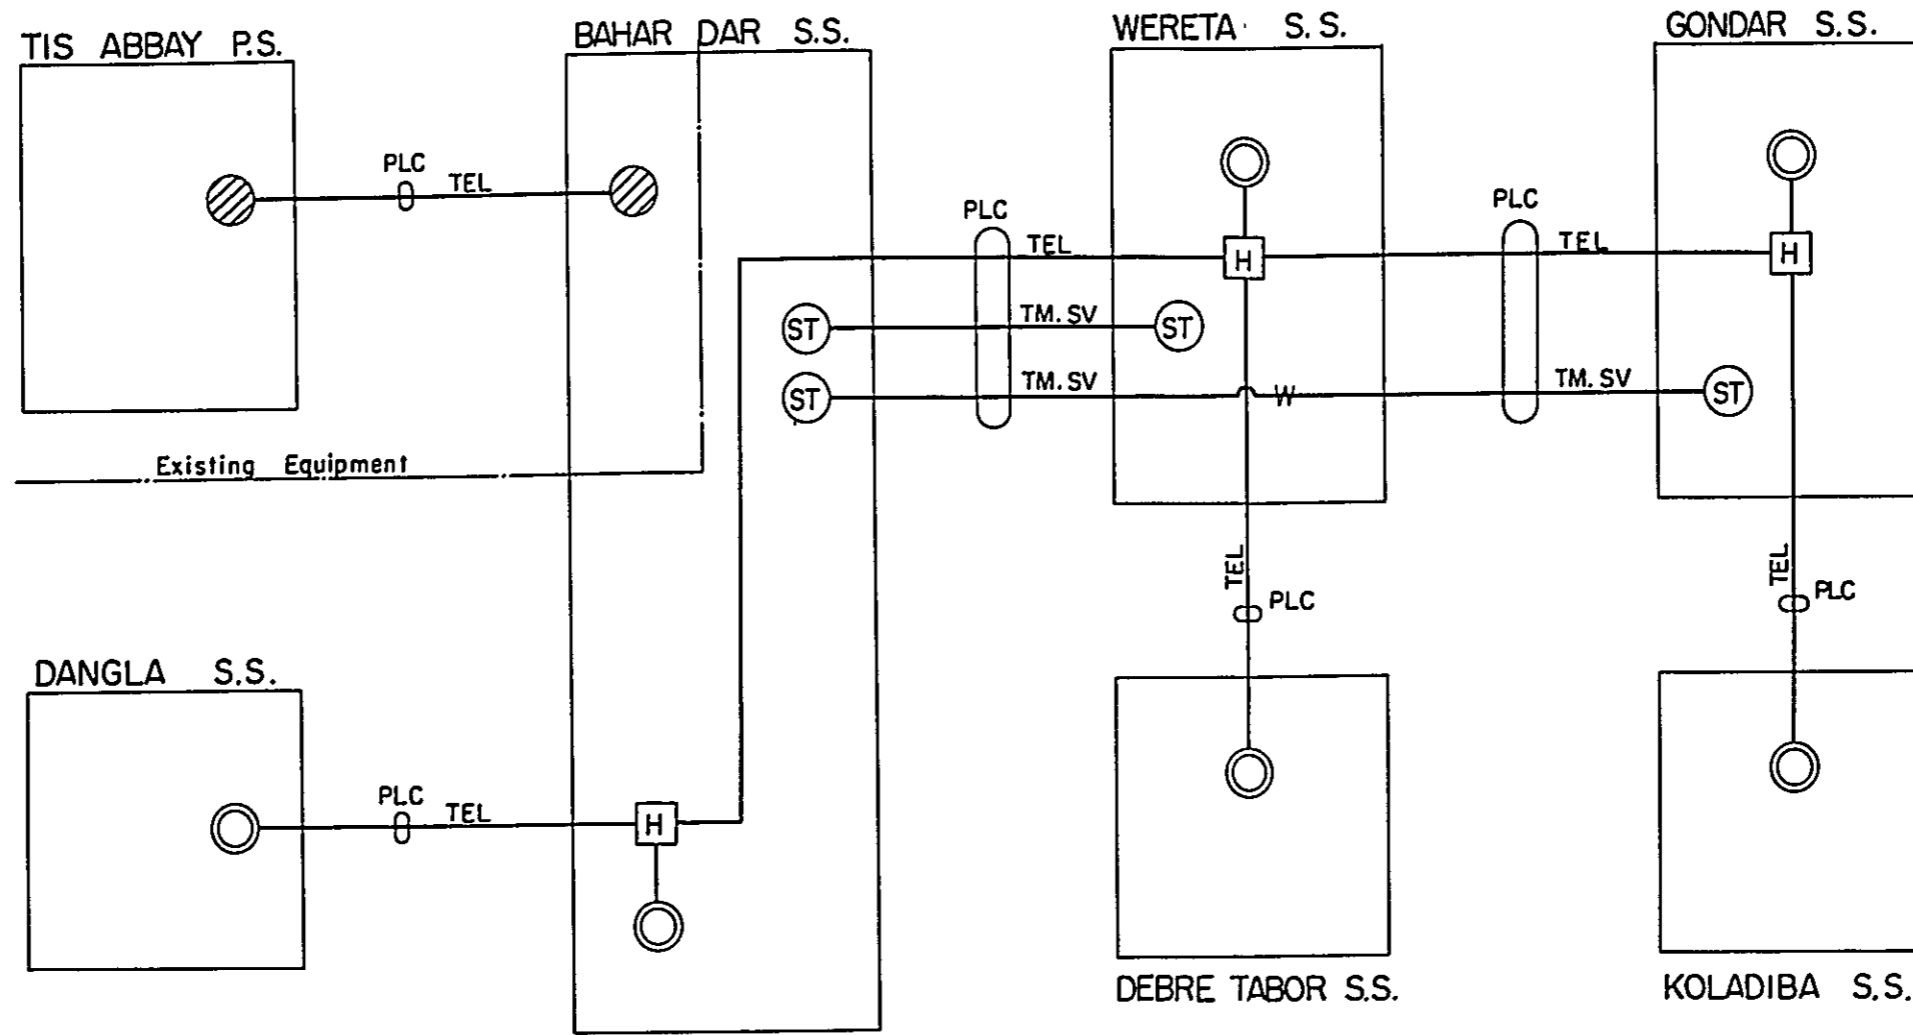 TIS ABBAY P.S.
BAHAR DAR S.S.
WERETA S.S.
GONDAR S.S.
PLC
TEL
PLC
TEL
PLC
TEL
H
H
ST
TM. SV
ST
ST
TM. SV
W
TM. SV
ST
Existing Equipment
TEL
PLC
TEL
PLC
DANGLA S.S.
PLC
TEL
H
DEBRE TABOR S.S.
KOLADIBA S.S.